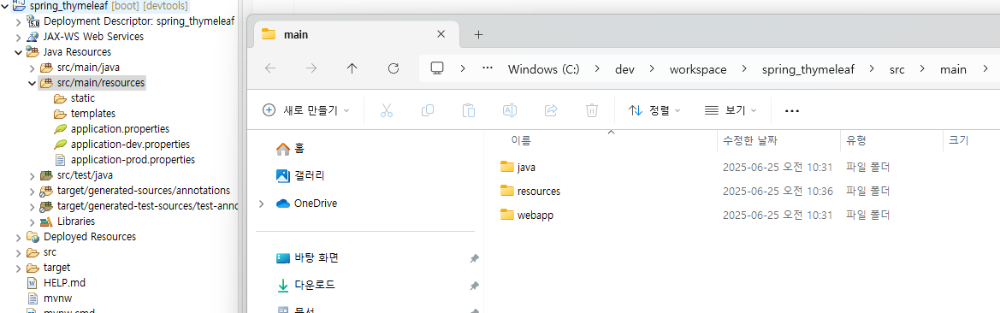 spring_thymeleaf [boot] [devtools]
Deployment Descriptor: spring_thymeleaf
JAX-WS Web Services
Java Resources
src/main/java
src/main/resources
static
templates
application.properties
application-dev.properties
application-prod.properties
src/test/java
target/generated-sources/annotations
target/generated-test-sources/test-anno
Libraries
Deployed Resources
src
target
HELP.md
mvnw
mvnw.cmd
main
Windows (C:) dev workspace spring_thymeleaf src main
새로 만들기 정렬 보기
이름 수정한 날짜 유형 크기
java 2025-06-25 오전 10:31 파일 폴더
resources 2025-06-25 오전 10:36 파일 폴더
webapp 2025-06-25 오전 10:31 파일 폴더
홈
갤러리
OneDrive
바탕 화면
다운로드
문서